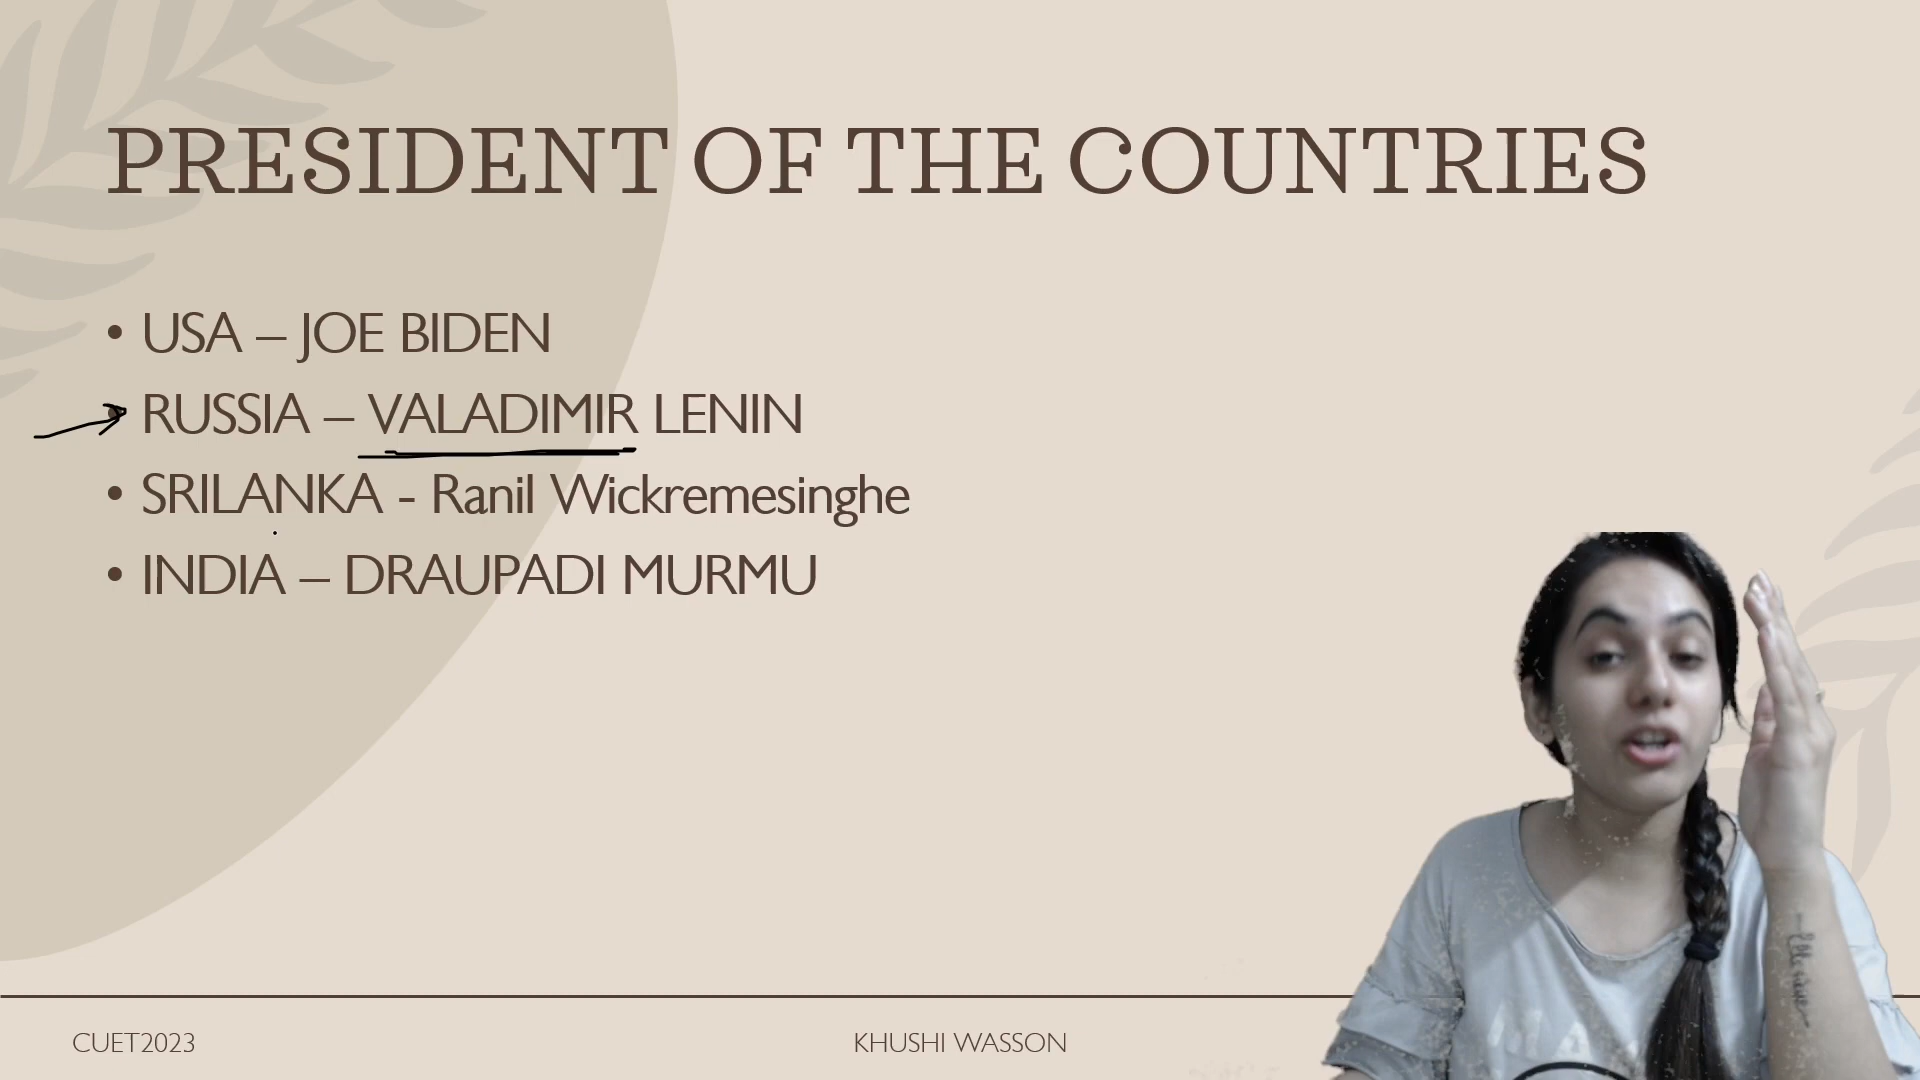 PRESIDENT OF THE COUNTRIES
• USA – JOE BIDEN
• RUSSIA – VALADIMIR LENIN
• SRILANKA - Ranil Wickremesinghe
• INDIA – DRAUPADI MURMU
CUET2023
KHUSHI WASSON